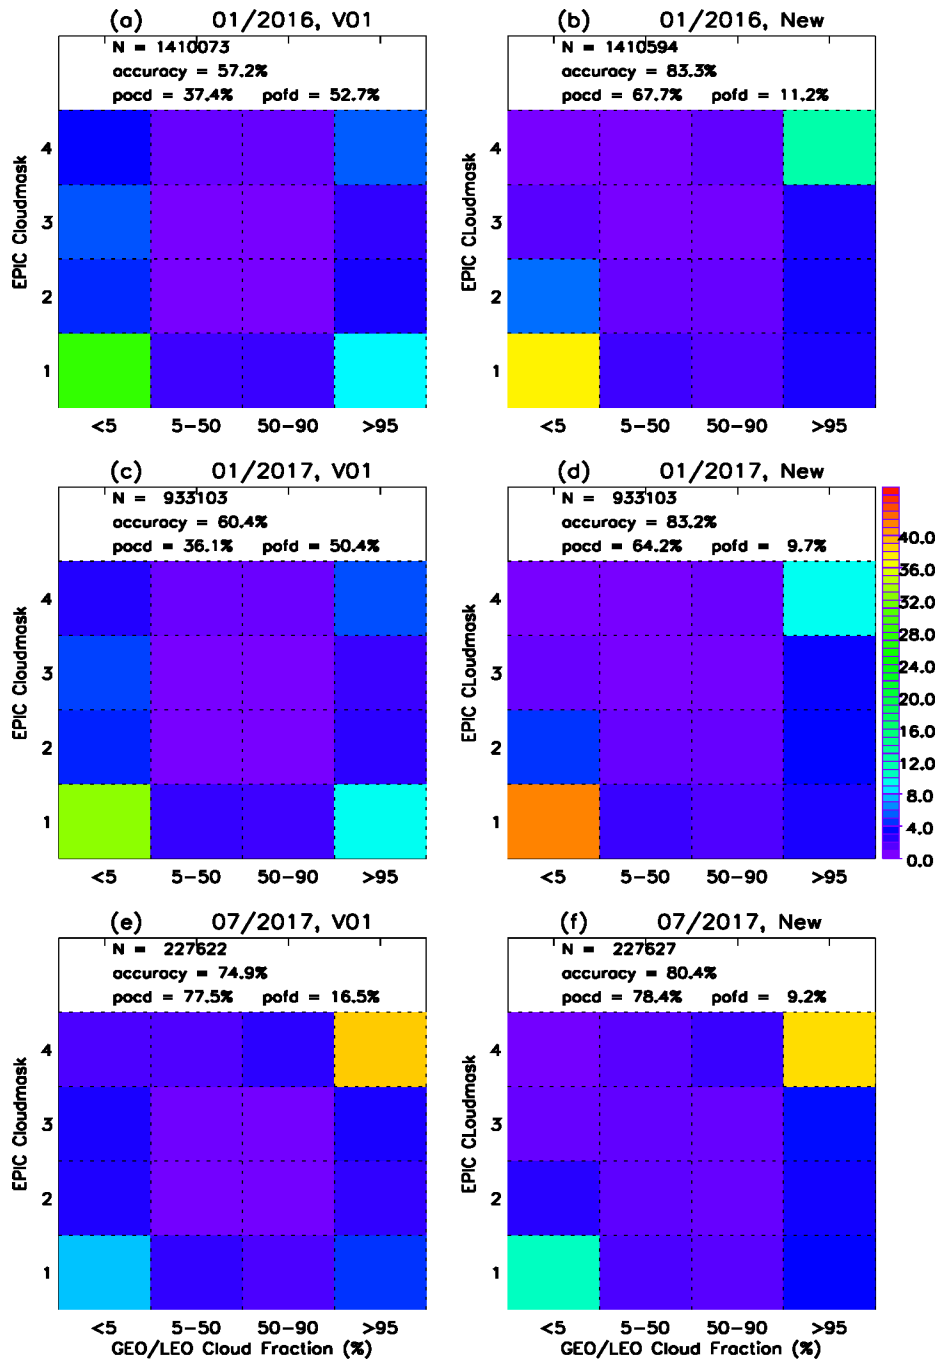 (a) 01/2016, V01
N = 1410073
accuracy = 57.2%
pocd = 37.4% pofd = 52.7%
EPIC Cloudmask
4
3
2
1
<5 5-50 50-90 >95
(b) 01/2016, New
N = 1410594
accuracy = 83.3%
pocd = 67.7% pofd = 11.2%
EPIC CLoudmask
4
3
2
1
<5 5-50 50-90 >95
(c) 01/2017, V01
N = 933103
accuracy = 60.4%
pocd = 36.1% pofd = 50.4%
EPIC Cloudmask
4
3
2
1
<5 5-50 50-90 >95
(d) 01/2017, New
N = 933103
accuracy = 83.2%
pocd = 64.2% pofd = 9.7%
EPIC CLoudmask
4
3
2
1
<5 5-50 50-90 >95
40.0
36.0
32.0
28.0
24.0
20.0
16.0
12.0
8.0
4.0
0.0
(e) 07/2017, V01
N = 227622
accuracy = 74.9%
pocd = 77.5% pofd = 16.5%
EPIC Cloudmask
4
3
2
1
<5 5-50 50-90 >95
GEO/LEO Cloud Fraction (%)
(f) 07/2017, New
N = 227627
accuracy = 80.4%
pocd = 78.4% pofd = 9.2%
EPIC CLoudmask
4
3
2
1
<5 5-50 50-90 >95
GEO/LEO Cloud Fraction (%)